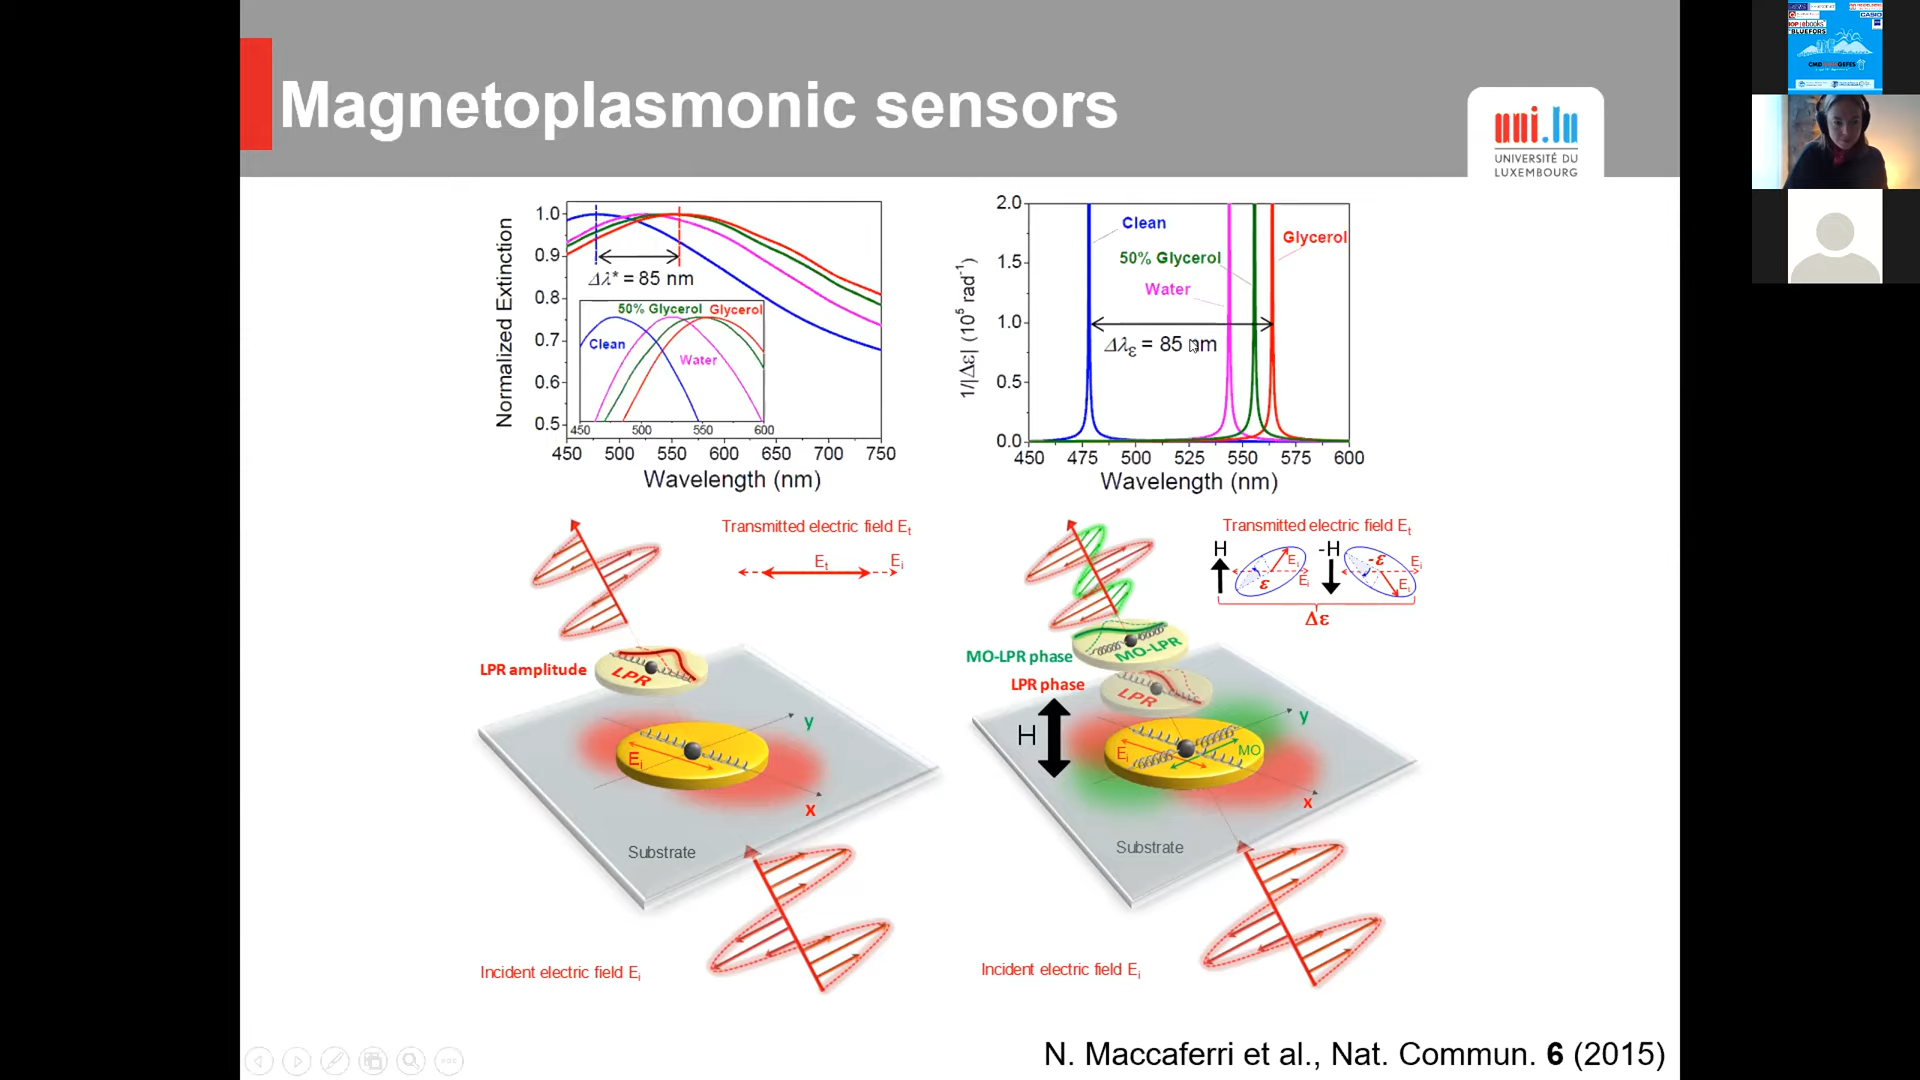 Magnetoplasmonic sensors
uni.lu
UNIVERSITÉ DU
LUXEMBOURG
Normalized Extinction
1.0
0.9
0.8
0.7
0.6
0.5
Δλ* = 85 nm
50% Glycerol
Glycerol
Clean
Water
450 500 550 600
450 500 550 600 650 700 750
Wavelength (nm)
1/|Δε| (10⁵ rad⁻¹)
2.0
1.5
1.0
0.5
0.0
Clean
50% Glycerol
Glycerol
Water
Δλε = 85 nm
450 475 500 525 550 575 600
Wavelength (nm)
Transmitted electric field Et
Et
Ei
LPR amplitude
LPR
Ei
y
x
Substrate
Incident electric field Ei
Transmitted electric field Et
H
ε
Ei
-H
-ε
Ei
Δε
MO-LPR phase
MO-LPR
LPR phase
LPR
H
Ei
MO
y
x
Substrate
Incident electric field Ei
N. Maccaferri et al., Nat. Commun. 6 (2015)
CASIO
IOP ebooks
BLUEFORS